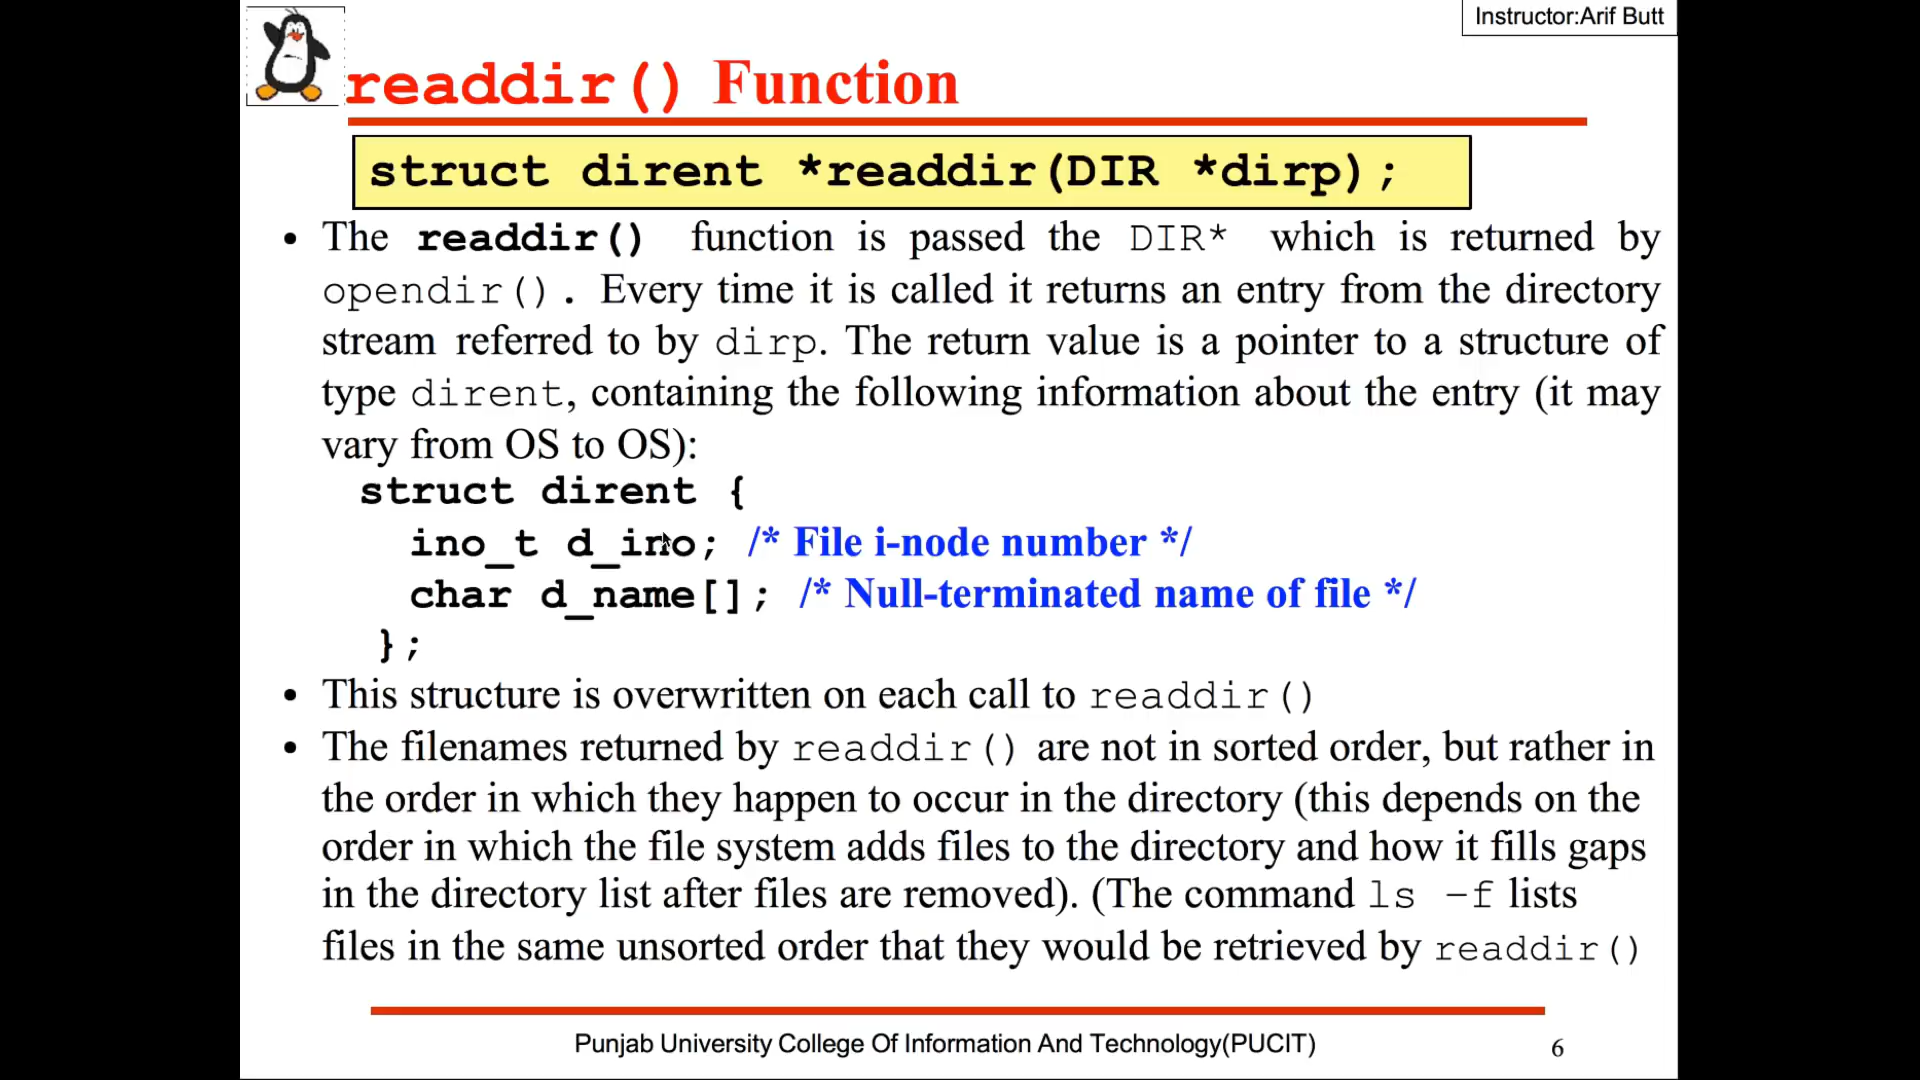 Instructor:Arif Butt
readdir() Function
struct dirent *readdir(DIR *dirp);
• The readdir() function is passed the DIR* which is returned by
opendir(). Every time it is called it returns an entry from the directory
stream referred to by dirp. The return value is a pointer to a structure of
type dirent, containing the following information about the entry (it may
vary from OS to OS):
struct dirent {
ino_t d_ino; /* File i-node number */
char d_name[]; /* Null-terminated name of file */
};
• This structure is overwritten on each call to readdir()
• The filenames returned by readdir() are not in sorted order, but rather in
the order in which they happen to occur in the directory (this depends on the
order in which the file system adds files to the directory and how it fills gaps
in the directory list after files are removed). (The command ls –f lists
files in the same unsorted order that they would be retrieved by readdir()
Punjab University College Of Information And Technology(PUCIT)
6